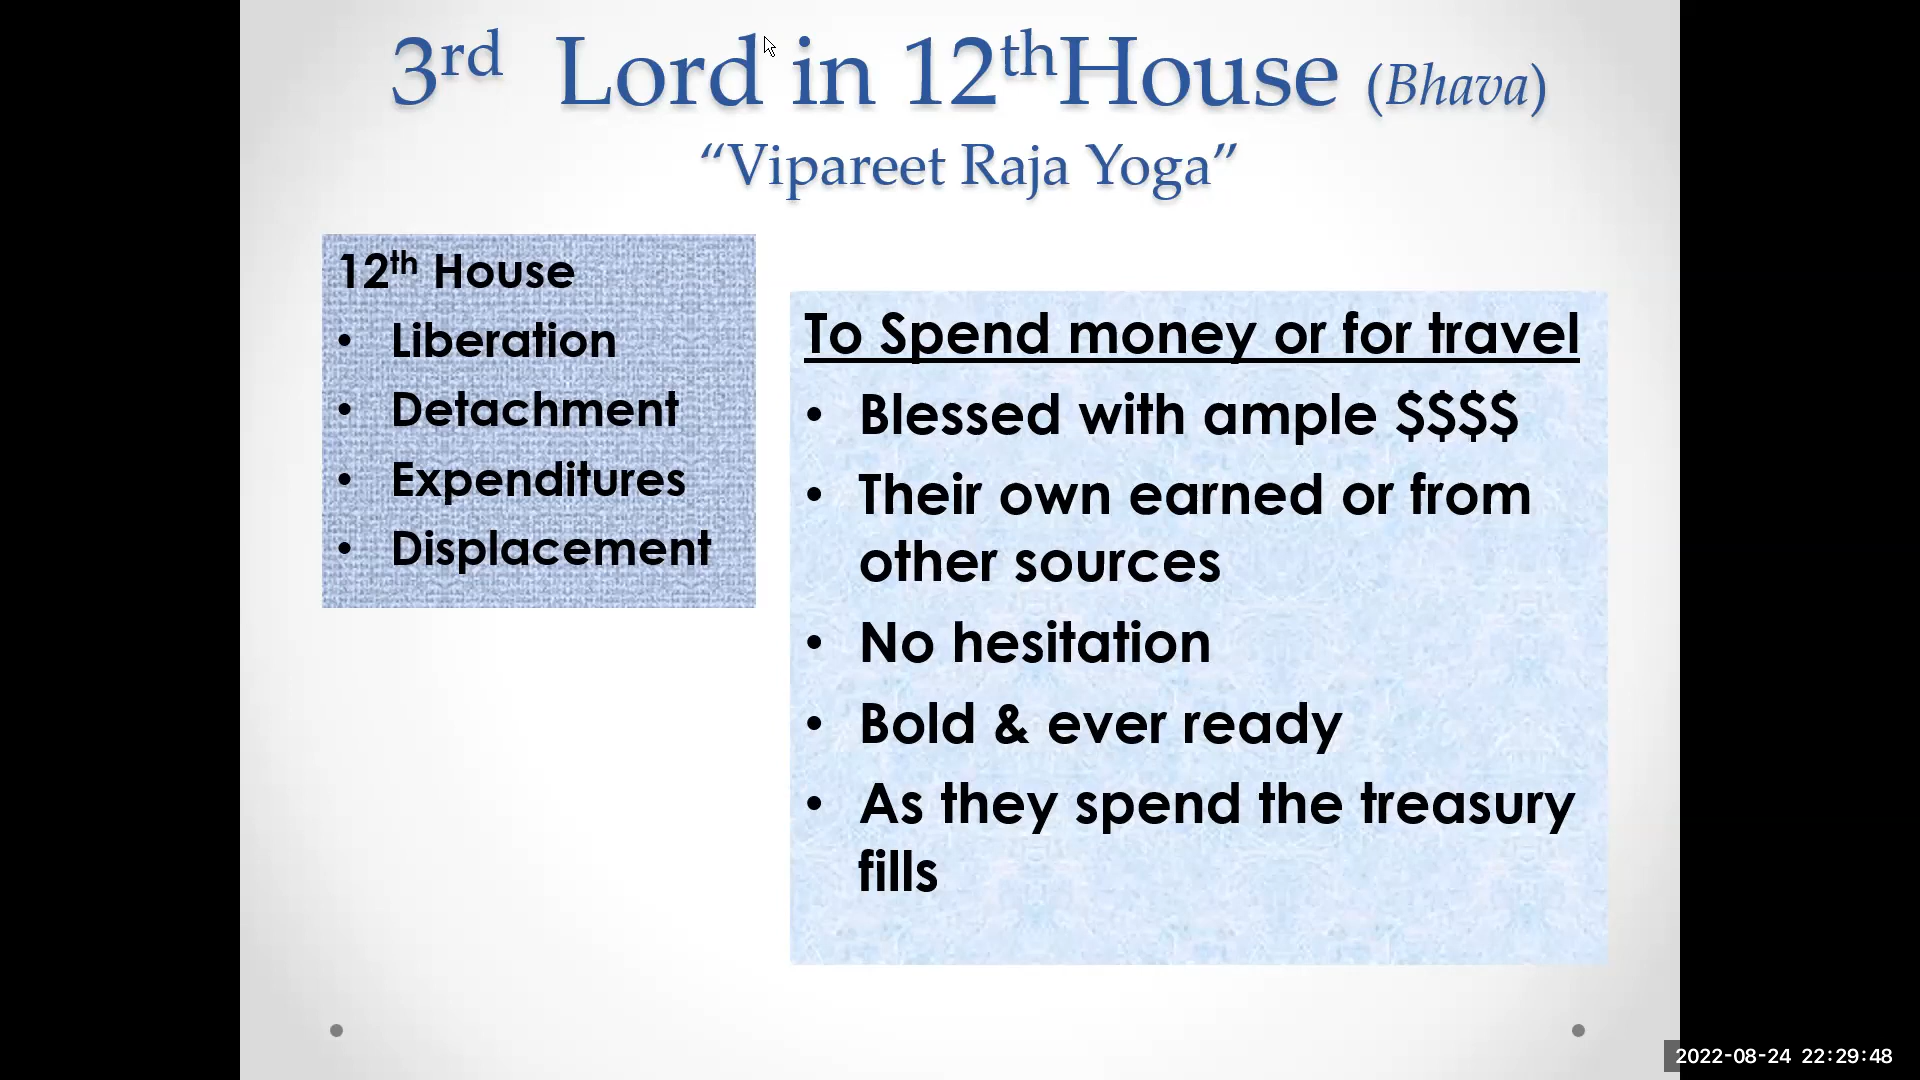 3rd Lord in 12thHouse (Bhava)
“Vipareet Raja Yoga”
12th House
• Liberation
• Detachment
• Expenditures
• Displacement
To Spend money or for travel
• Blessed with ample $$$$
• Their own earned or from
other sources
• No hesitation
• Bold & ever ready
• As they spend the treasury
fills
2022-08-24 22:29:48